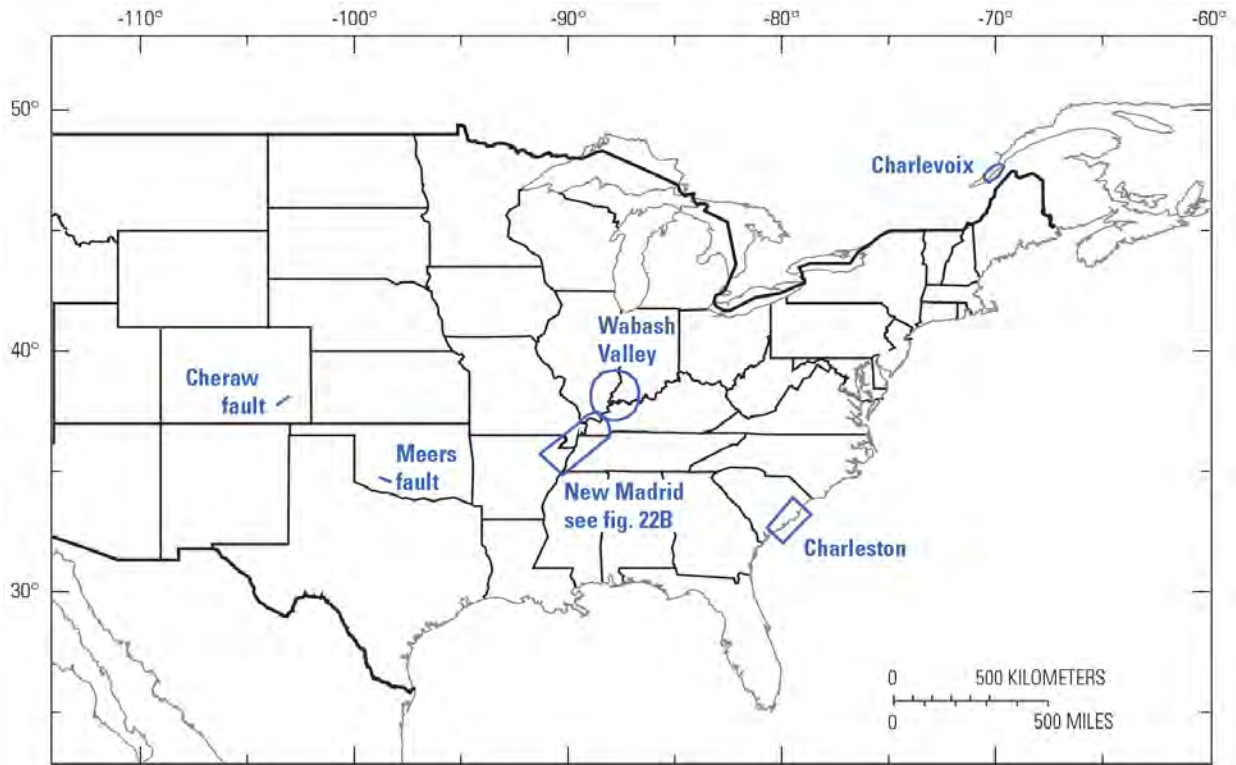 -110° -100° -90° -80° -70° -60°
50°
Charlevoix
Wabash
Valley
40°
Cheraw
fault
Meers
fault
New Madrid
see fig. 22B
Charleston
30°
0 500 KILOMETERS
0 500 MILES